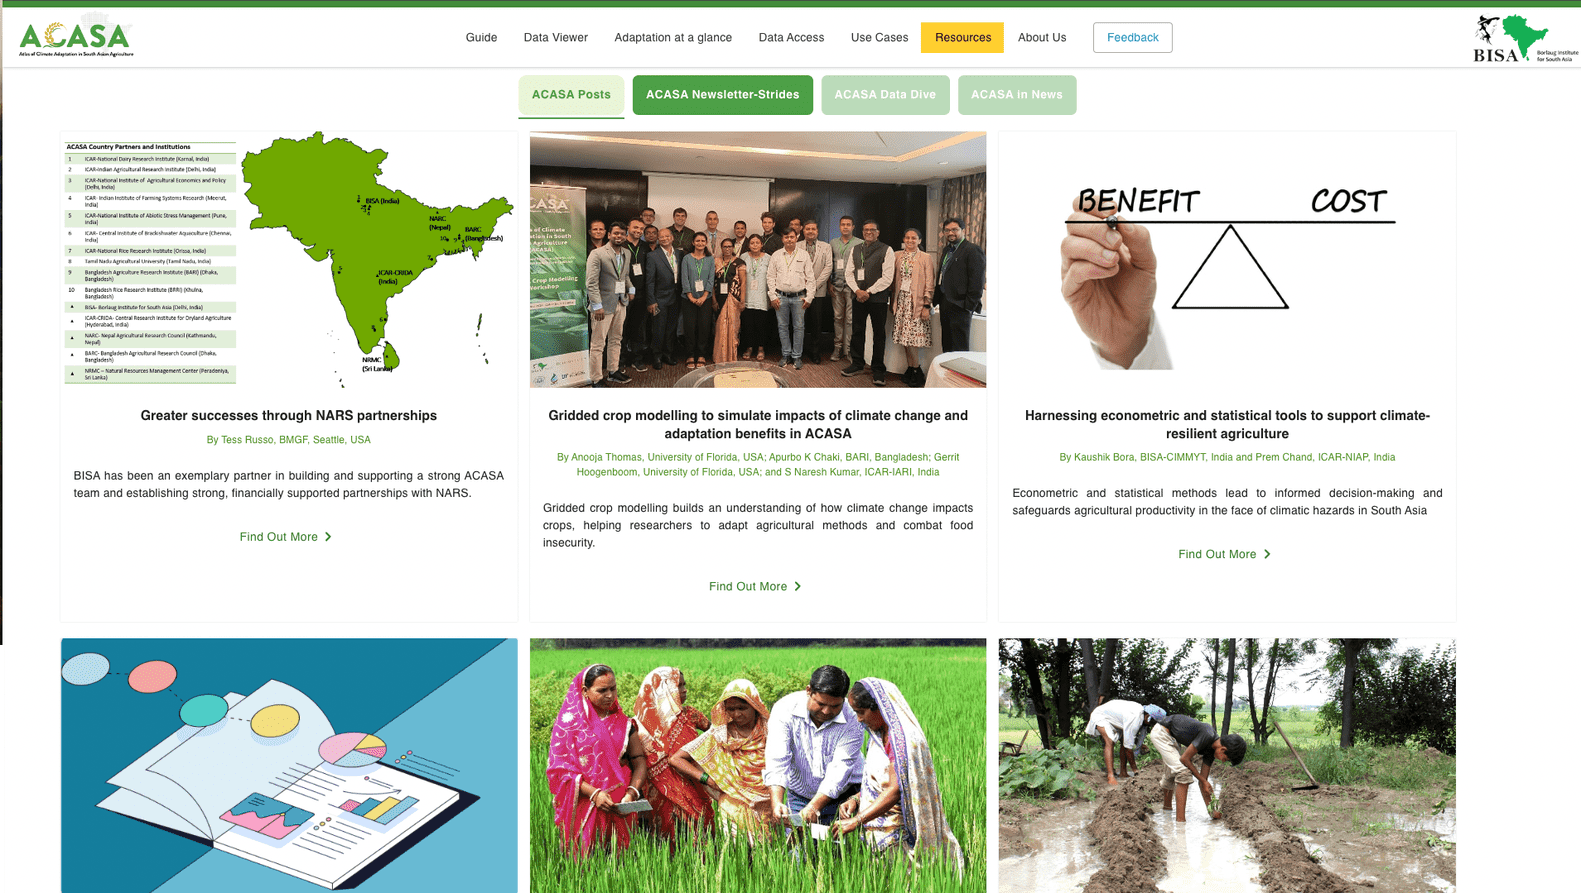 ACASA
Atlas of Climate Adaptation in South Asian Agriculture
Guide
Data Viewer
Adaptation at a glance
Data Access
Use Cases
Resources
About Us
Feedback
BISA
Borlaug Institute
for South Asia
ACASA Posts
ACASA Newsletter-Strides
ACASA Data Dive
ACASA in News
ACASA Country Partners and Institutions
1 ICAR-National Dairy Research Institute (Karnal, India)
2 ICAR-Indian Agricultural Research Institute (Delhi, India)
3 ICAR-National Institute of Agricultural Economics and Policy
(Delhi, India)
4 ICAR- Indian Institute of Farming Systems Research (Meerut,
India)
5 ICAR-National Institute of Abiotic Stress Management (Pune,
India)
6 ICAR- Central Institute of Brackishwater Aquaculture (Chennai,
India)
7 ICAR-National Rice Research Institute (Orissa, India)
8 Tamil Nadu Agricultural University (Tamil Nadu, India)
9 Bangladesh Agriculture Research Institute (BARI) (Dhaka,
Bangladesh)
10 Bangladesh Rice Research Institute (BRRI) (Khulna,
Bangladesh)
BISA- Borlaug Institute for South Asia (Delhi, India)
ICAR-CRIDA- Central Research Institute for Dryland Agriculture
(Hyderabad, India)
NARC- Nepal Agricultural Research Council (Kathmandu,
Nepal)
BARC- Bangladesh Agricultural Research Council (Dhaka,
Bangladesh)
NRMC – Natural Resources Management Center (Peradeniya,
Sri Lanka)
BISA (India)
NARC
(Nepal)
BARC
(Bangladesh)
ICAR-CRIDA
(India)
NRMC
(Sri Lanka)
Crop Modelling
Workshop
BENEFIT
COST
Greater successes through NARS partnerships
By Tess Russo, BMGF, Seattle, USA
BISA has been an exemplary partner in building and supporting a strong ACASA
team and establishing strong, financially supported partnerships with NARS.
Find Out More
Gridded crop modelling to simulate impacts of climate change and
adaptation benefits in ACASA
By Anooja Thomas, University of Florida, USA; Apurbo K Chaki, BARI, Bangladesh; Gerrit
Hoogenboom, University of Florida, USA; and S Naresh Kumar, ICAR-IARI, India
Gridded crop modelling builds an understanding of how climate change impacts
crops, helping researchers to adapt agricultural methods and combat food
insecurity.
Find Out More
Harnessing econometric and statistical tools to support climate-
resilient agriculture
By Kaushik Bora, BISA-CIMMYT, India and Prem Chand, ICAR-NIAP, India
Econometric and statistical methods lead to informed decision-making and
safeguards agricultural productivity in the face of climatic hazards in South Asia
Find Out More